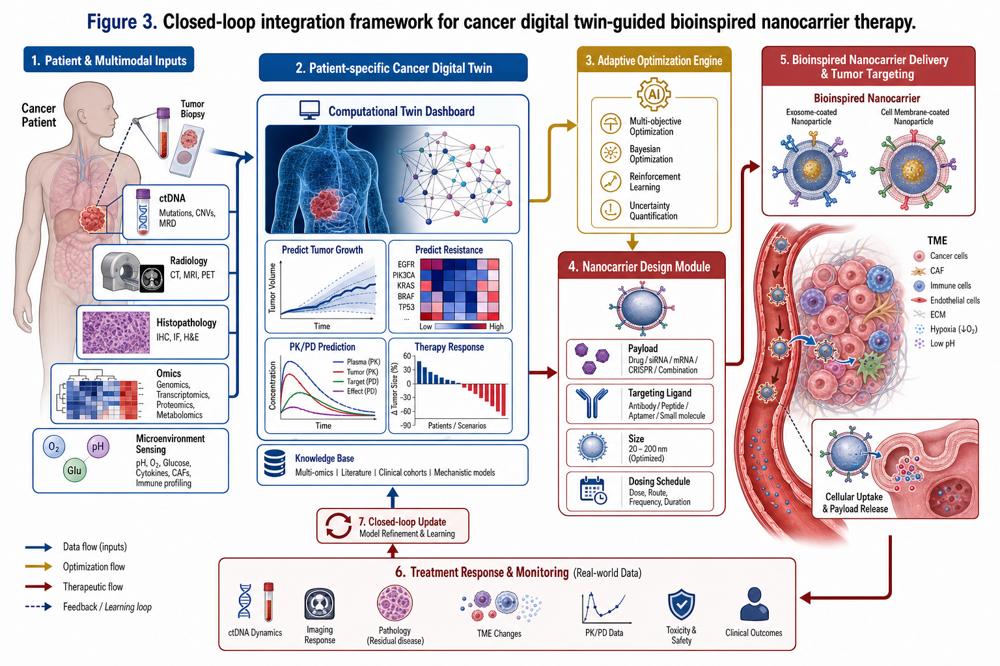 Figure 3. Closed-loop integration framework for cancer digital twin-guided bioinspired nanocarrier therapy.
1. Patient & Multimodal Inputs
Cancer
Patient
Tumor
Biopsy
ctDNA
Mutations, CNVs,
MRD
Radiology
CT, MRI, PET
Histopathology
IHC, IF, H&E
Omics
Genomics,
Transcriptomics,
Proteomics,
Metabolomics
O₂
pH
Glu
Microenvironment
Sensing
pH, O₂, Glucose,
Cytokines, CAFs,
Immune profiling
2. Patient-specific Cancer Digital Twin
Computational Twin Dashboard
Predict Tumor Growth
Tumor Volume
Time
Predict Resistance
EGFR
PIK3CA
KRAS
BRAF
TP53
...
Low
High
PK/PD Prediction
Concentration
Plasma (PK)
Tumor (PK)
Target (PD)
Effect (PD)
Time
Therapy Response
Δ Tumor Size (%)
60
30
0
-30
-60
-90
Patients / Scenarios
Knowledge Base
Multi-omics | Literature | Clinical cohorts | Mechanistic models
7. Closed-loop Update
Model Refinement & Learning
3. Adaptive Optimization Engine
AI
Multi-objective
Optimization
Bayesian
Optimization
Reinforcement
Learning
Uncertainty
Quantification
4. Nanocarrier Design Module
Payload
Drug / siRNA / mRNA /
CRISPR / Combination
Targeting Ligand
Antibody / Peptide /
Aptamer / Small molecule
Size
20 – 200 nm
(Optimized)
Dosing Schedule
Dose, Route,
Frequency, Duration
5. Bioinspired Nanocarrier Delivery
& Tumor Targeting
Bioinspired Nanocarrier
Exosome-coated
Nanoparticle
Cell Membrane-coated
Nanoparticle
TME
Cancer cells
CAF
Immune cells
Endothelial cells
ECM
Hypoxia (↓O₂)
Low pH
Cellular Uptake
& Payload Release
Data flow (inputs)
Optimization flow
Therapeutic flow
Feedback / Learning loop
6. Treatment Response & Monitoring (Real-world Data)
ctDNA Dynamics
Imaging
Response
Pathology
(Residual disease)
TME Changes
PK/PD Data
Toxicity &
Safety
Clinical Outcomes